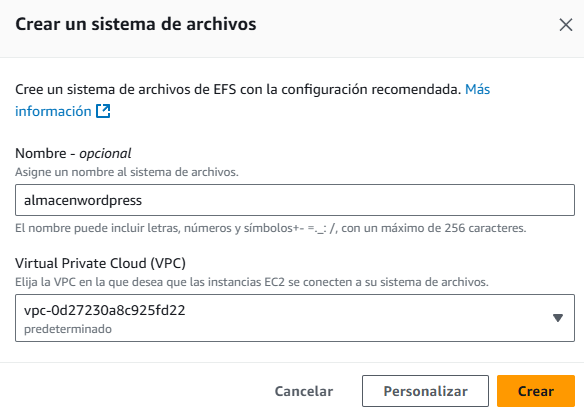 Crear un sistema de archivos
Cree un sistema de archivos de EFS con la configuración recomendada. Más
información
Nombre - opcional
Asigne un nombre al sistema de archivos.
almacenwordpress
El nombre puede incluir letras, números y símbolos+- =._: /, con un máximo de 256 caracteres.
Virtual Private Cloud (VPC)
Elija la VPC en la que desea que las instancias EC2 se conecten a su sistema de archivos.
vpc-0d27230a8c925fd22
predeterminado
Cancelar
Personalizar
Crear